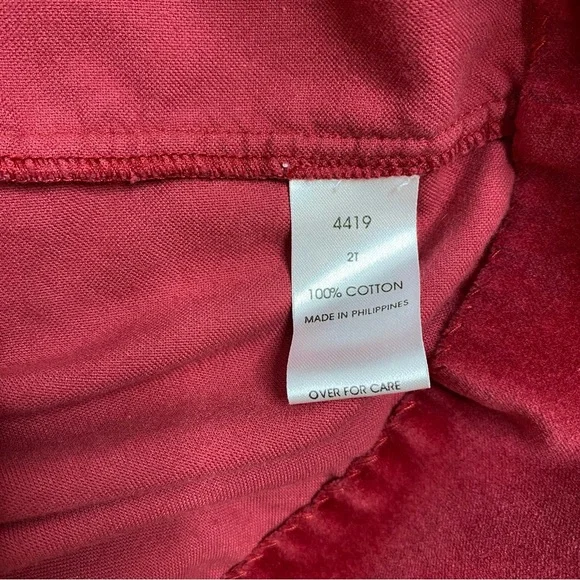 4419
2T
100% COTTON
MADE IN PHILIPPINES
OVER FOR CARE